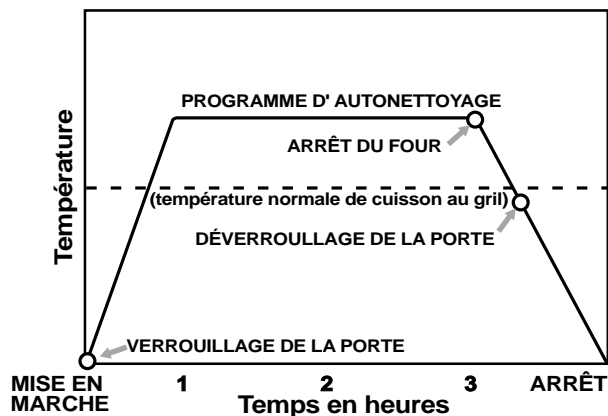 PROGRAMME D' AUTONETTOYAGE
ARRÊT DU FOUR
Température
(température normale de cuisson au gril)
DÉVERROULLAGE DE LA PORTE
VERROUILLAGE DE LA PORTE
MISE EN
MARCHE
1
2
3
ARRÊT
Temps en heures